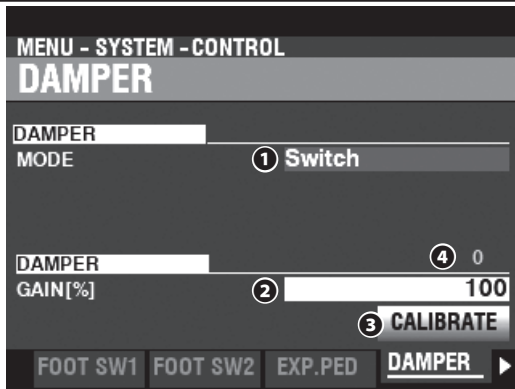 MENU - SYSTEM - CONTROL
DAMPER
DAMPER
MODE ① Switch
④ 0
DAMPER
GAIN[%] ② 100
③ CALIBRATE
FOOT SW1 FOOT SW2 EXP.PED DAMPER ▶